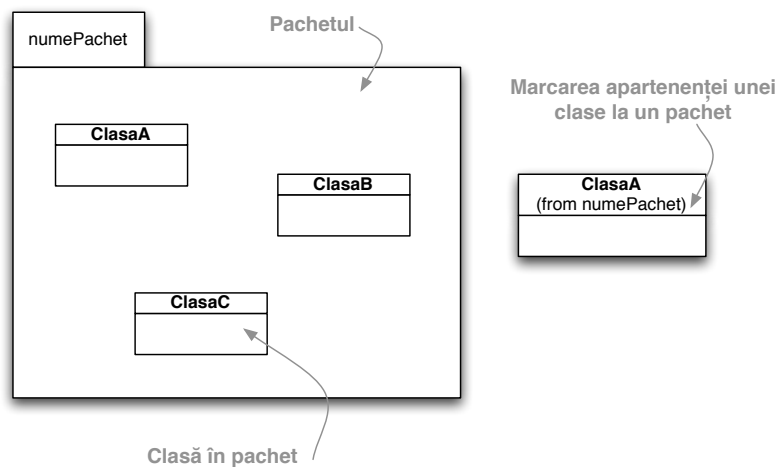 numePachet
Pachetul
Marcarea apartenenței unei
clase la un pachet
ClasaA
ClasaB
ClasaA
(from numePachet)
ClasaC
Clasă în pachet